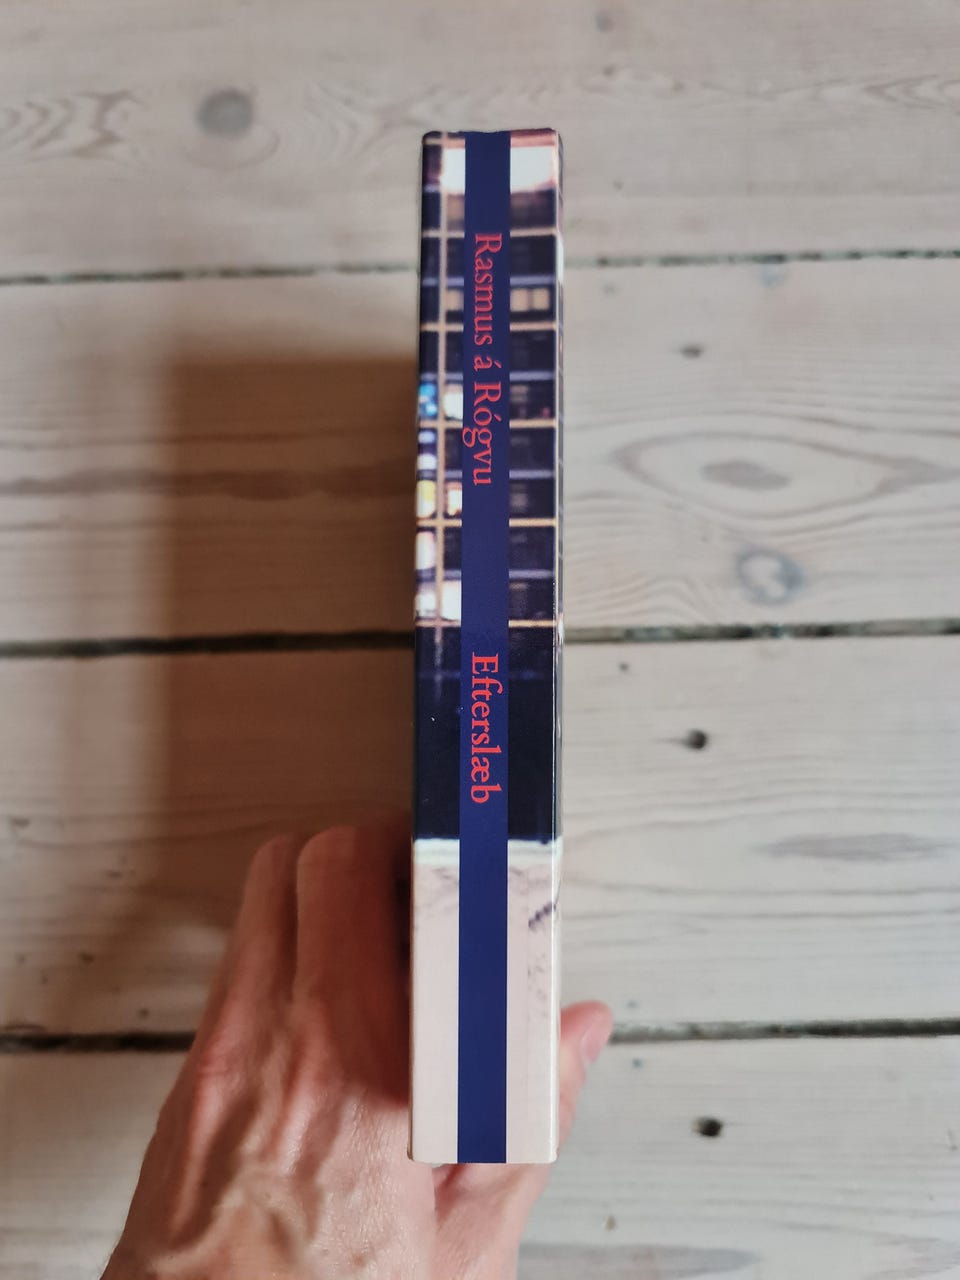 Rasmus á Rógvu
Efterslæb